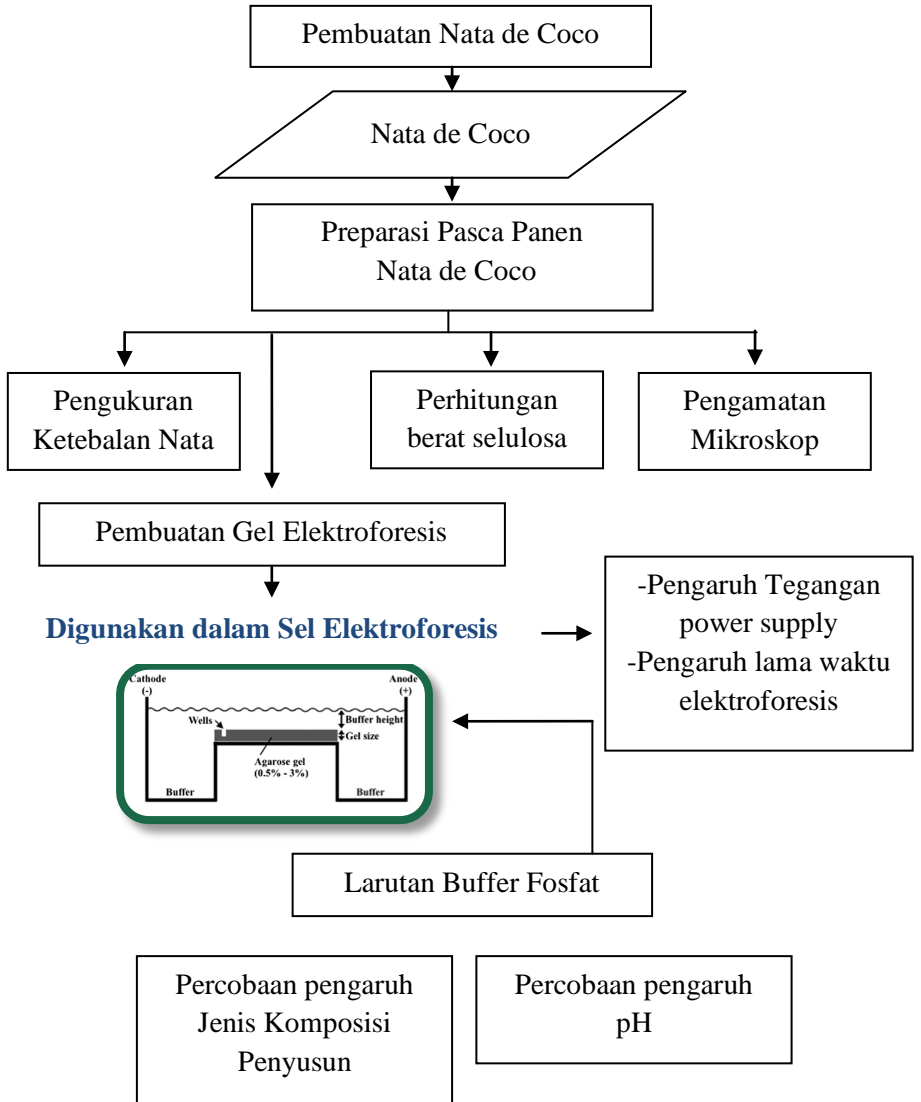 Pembuatan Nata de Coco
Nata de Coco
Preparasi Pasca Panen
Nata de Coco
Pengukuran
Ketebalan Nata
Perhitungan
berat selulosa
Pengamatan
Mikroskop
Pembuatan Gel Elektroforesis
Digunakan dalam Sel Elektroforesis
-Pengaruh Tegangan
power supply
-Pengaruh lama waktu
elektroforesis
Cathode
(-)
Anode
(+)
Wells
Buffer height
Gel size
Agarose gel
(0.5% - 3%)
Buffer
Buffer
Larutan Buffer Fosfat
Percobaan pengaruh
Jenis Komposisi
Penyusun
Percobaan pengaruh
pH